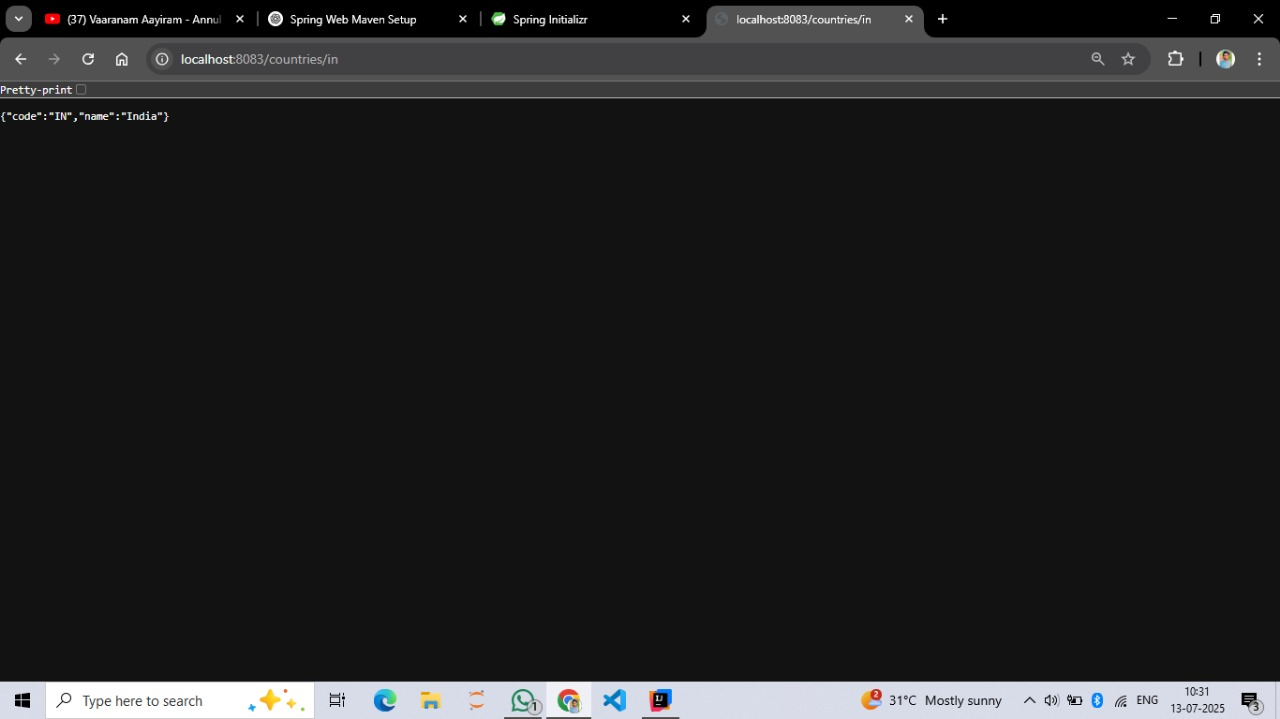 (37) Vaaranam Aayiram - Annul
Spring Web Maven Setup
Spring Initializr
localhost:8083/countries/in
localhost:8083/countries/in
Pretty-print
{"code":"IN","name":"India"}
Type here to search
1
2
31°C Mostly sunny
ENG
10:31
13-07-2025
3